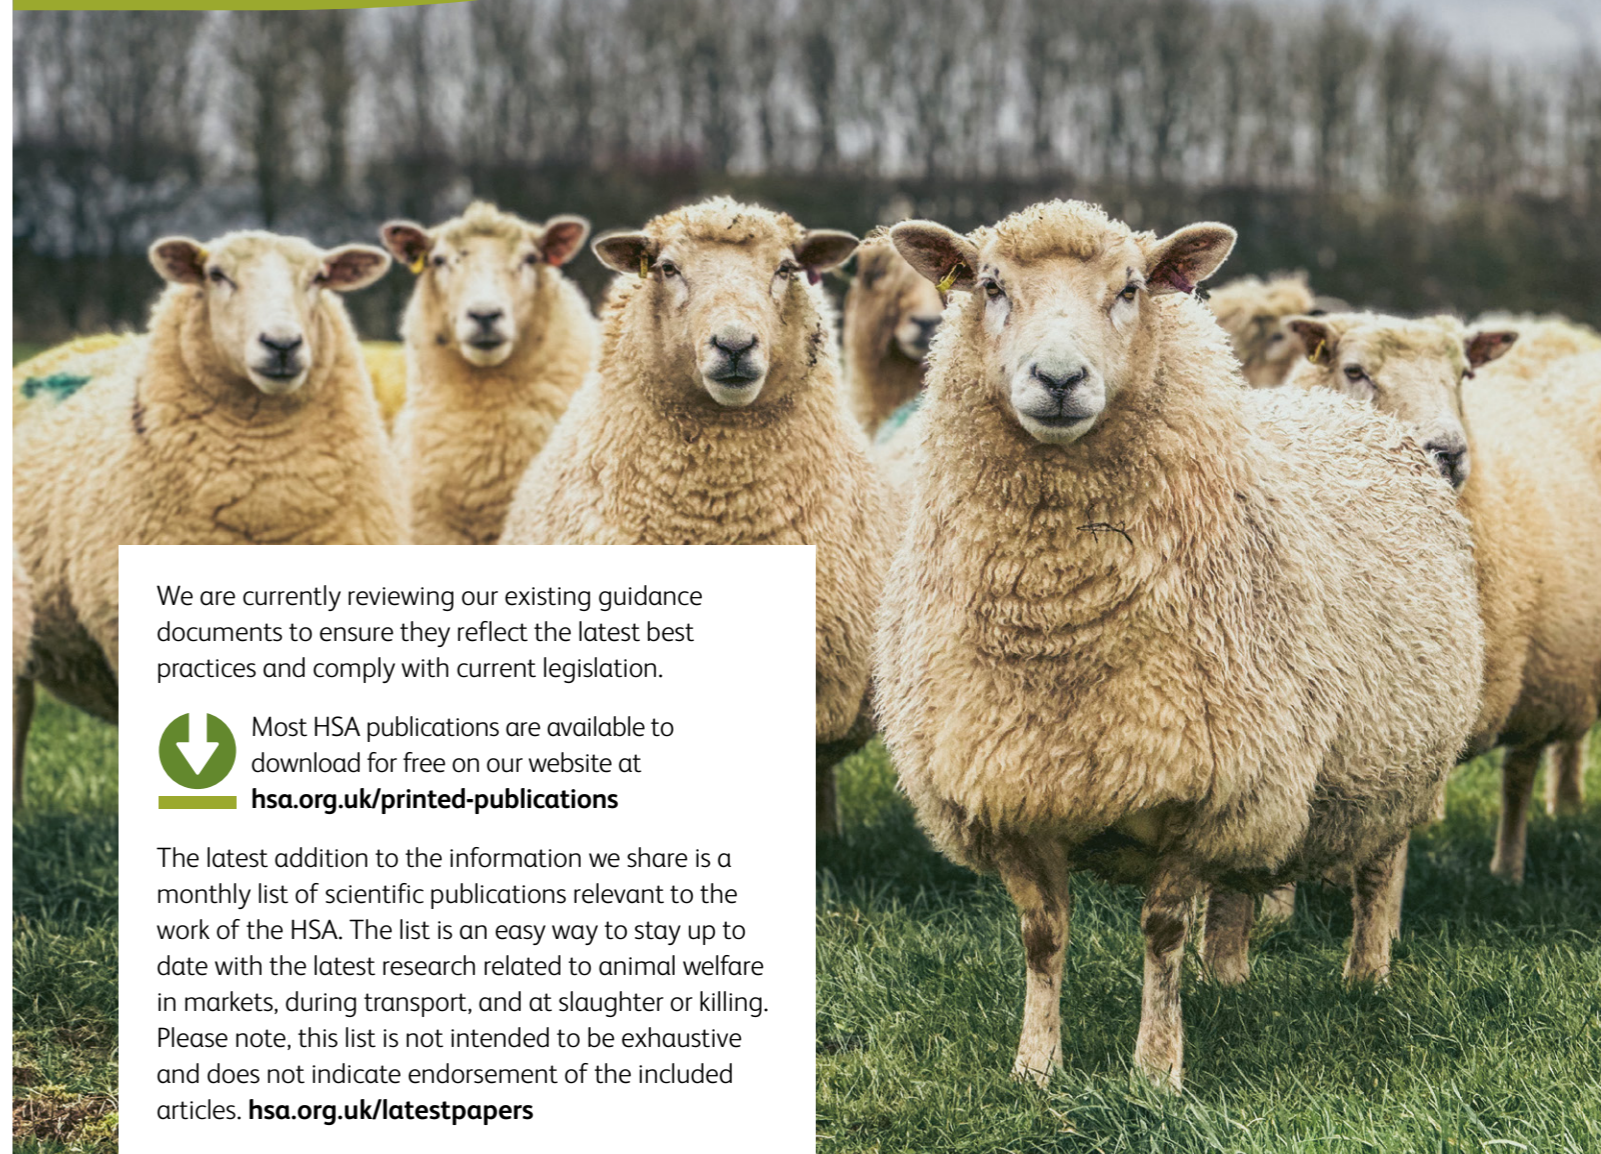 We are currently reviewing our existing guidance
documents to ensure they reflect the latest best
practices and comply with current legislation.
Most HSA publications are available to
download for free on our website at
hsa.org.uk/printed-publications
The latest addition to the information we share is a
monthly list of scientific publications relevant to the
work of the HSA. The list is an easy way to stay up to
date with the latest research related to animal welfare
in markets, during transport, and at slaughter or killing.
Please note, this list is not intended to be exhaustive
and does not indicate endorsement of the included
articles. hsa.org.uk/latestpapers